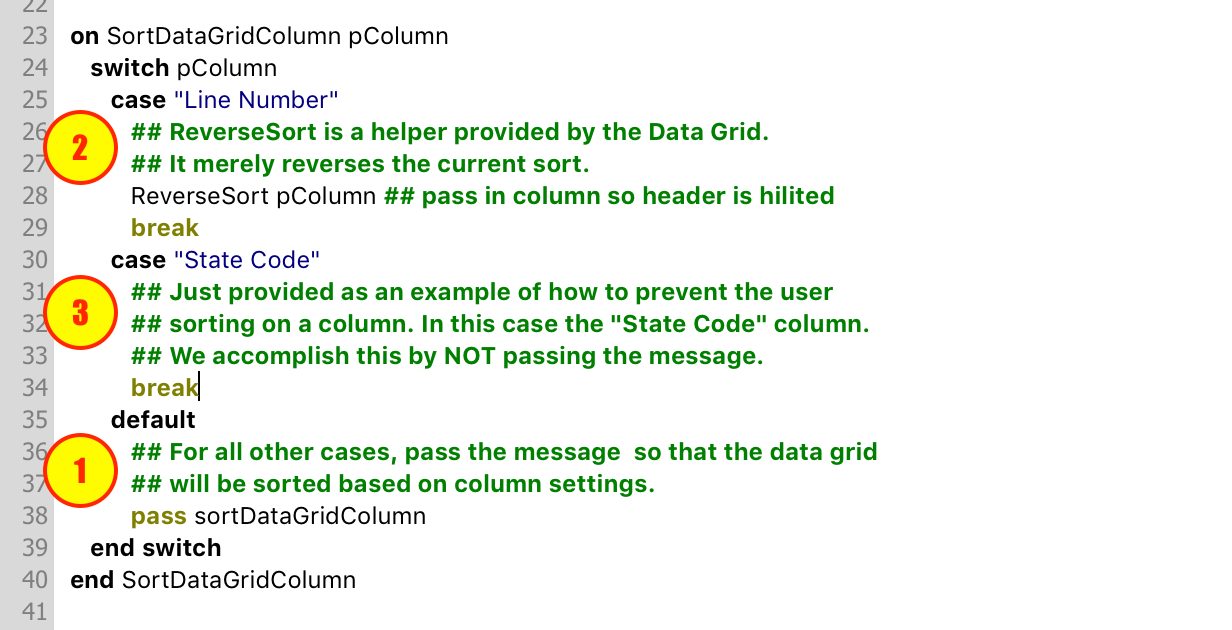 22
23 on SortDataGridColumn pColumn
24 switch pColumn
25 case "Line Number"
26 ## ReverseSort is a helper provided by the Data Grid.
2
27 ## It merely reverses the current sort.
28 ReverseSort pColumn ## pass in column so header is hilited
29 break
30 case "State Code"
31 ## Just provided as an example of how to prevent the user
3
32 ## sorting on a column. In this case the "State Code" column.
33 ## We accomplish this by NOT passing the message.
34 break
35 default
36 ## For all other cases, pass the message  so that the data grid
1
37 ## will be sorted based on column settings.
38 pass sortDataGridColumn
39 end switch
40 end SortDataGridColumn
41